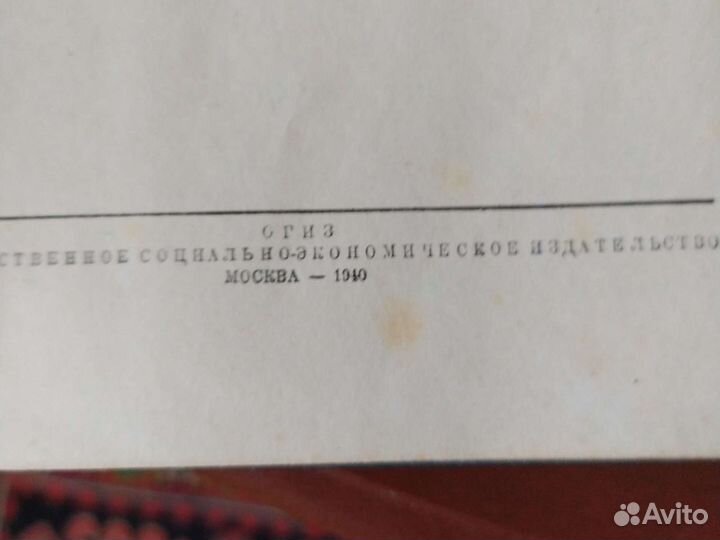 ОГИЗ
СТВЕННОЕ СОЦИАЛЬНО-ЭКОНОМИЧЕСКОЕ ИЗДАТЕЛЬСТВО
МОСКВА — 1940
Avito